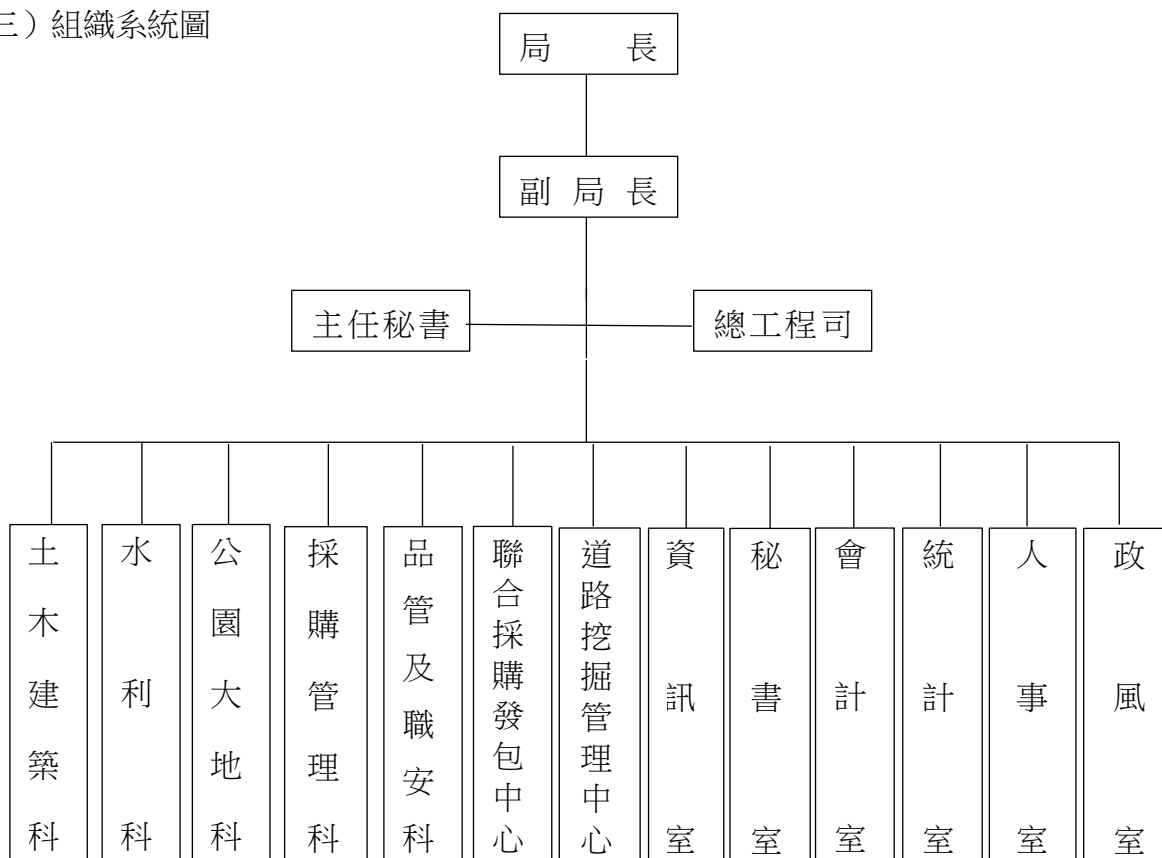 三）組織系統圖
局長
副局長
主任秘書
總工程司
土木建築科
水利科
公園大地科
採購管理科
品管及職安科
聯合採購發包中心
道路挖掘管理中心
資訊室
秘書室
會計室
統計室
人事室
政風室